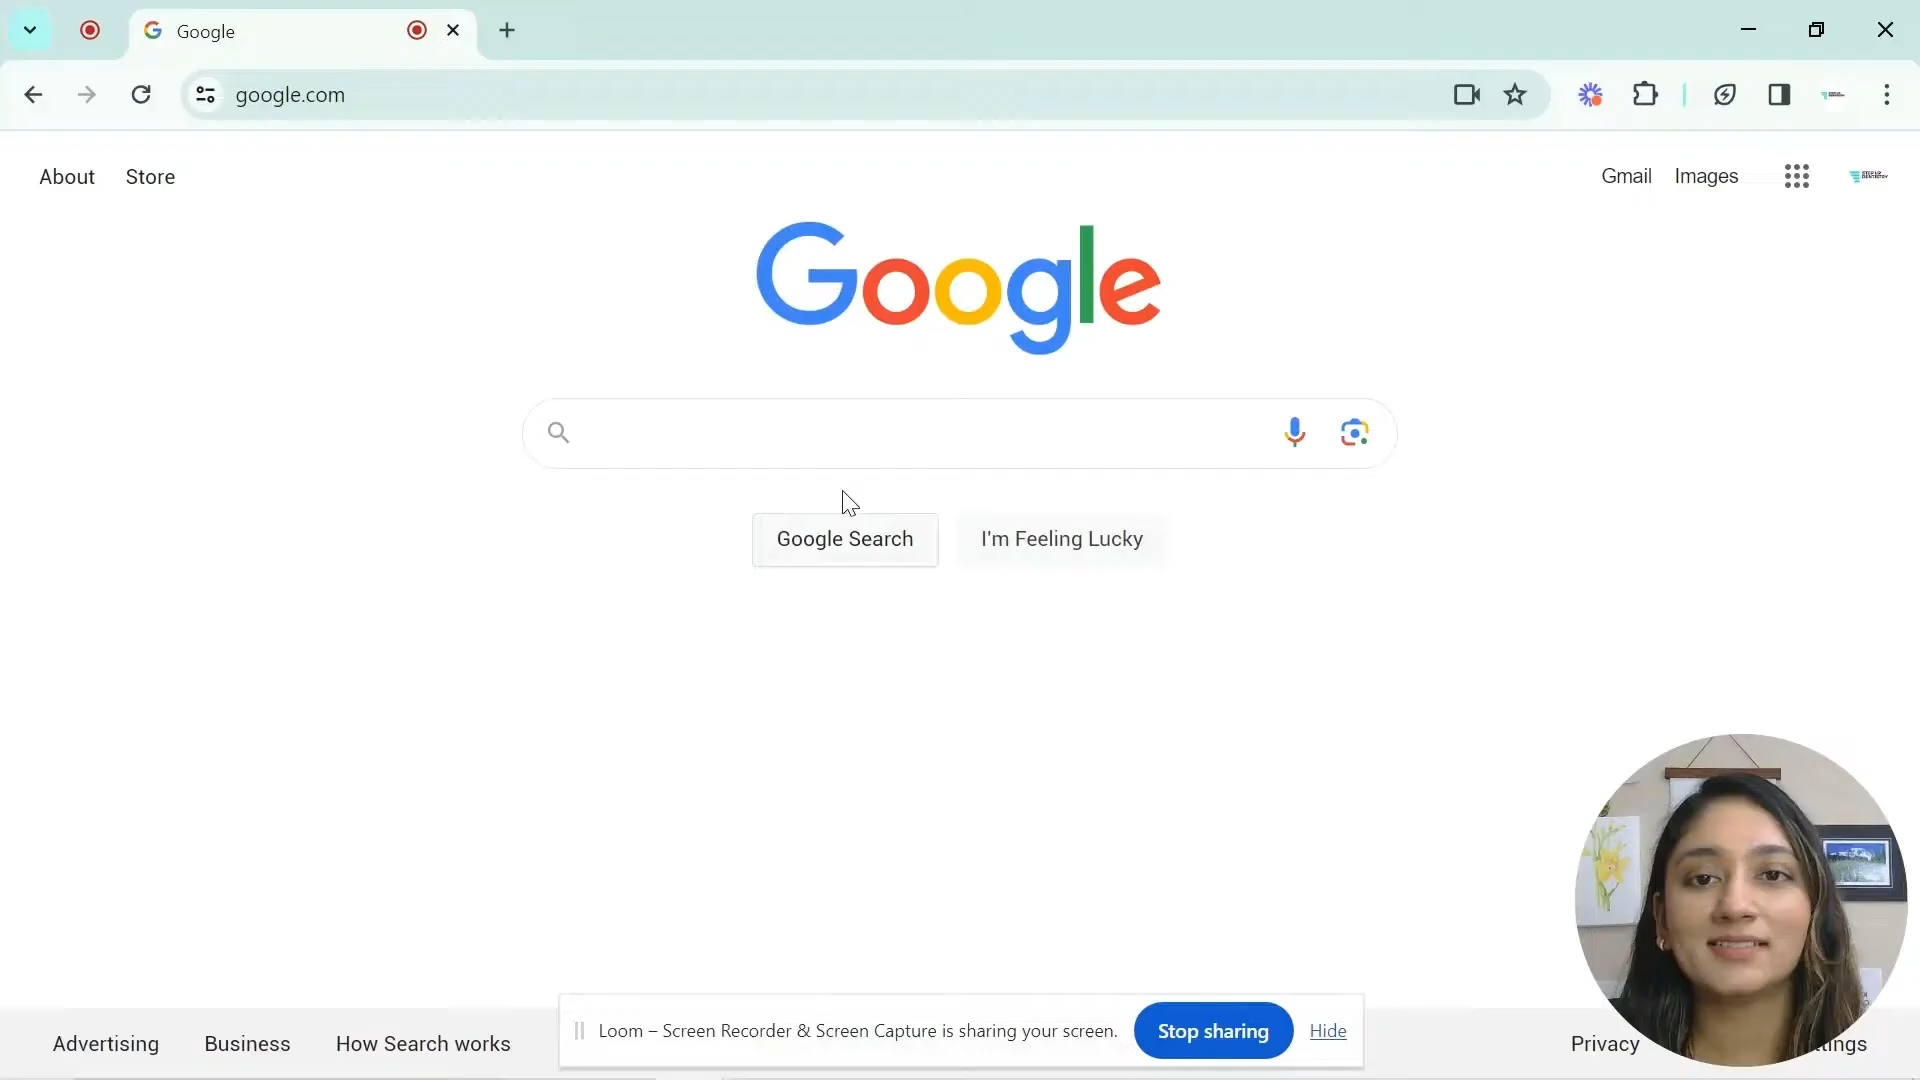 Google
google.com
About Store
Gmail Images
Google
Google Search I'm Feeling Lucky
Loom – Screen Recorder & Screen Capture is sharing your screen. Stop sharing Hide
Advertising Business How Search works
Privacy